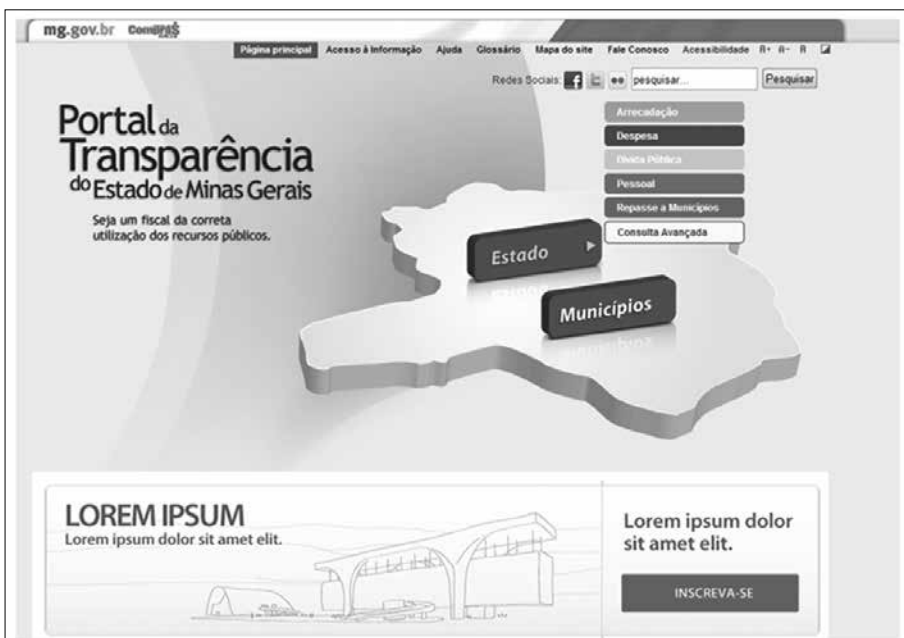 mg.gov.br
Página principal Acesso à Informação Ajuda Glossário Mapa do site Fale Conosco Acessibilidade A+ A- A
Redes Sociais: pesquisar... Pesquisar
Portal da
Transparência
do Estado de Minas Gerais
Seja um fiscal da correta
utilização dos recursos públicos.
Arrecadação
Despesa
Dívida Pública
Pessoal
Repasse a Municípios
Consulta Avançada
Estado
Municípios
LOREM IPSUM
Lorem ipsum dolor sit amet elit.
Lorem ipsum dolor
sit amet elit.
INSCREVA-SE